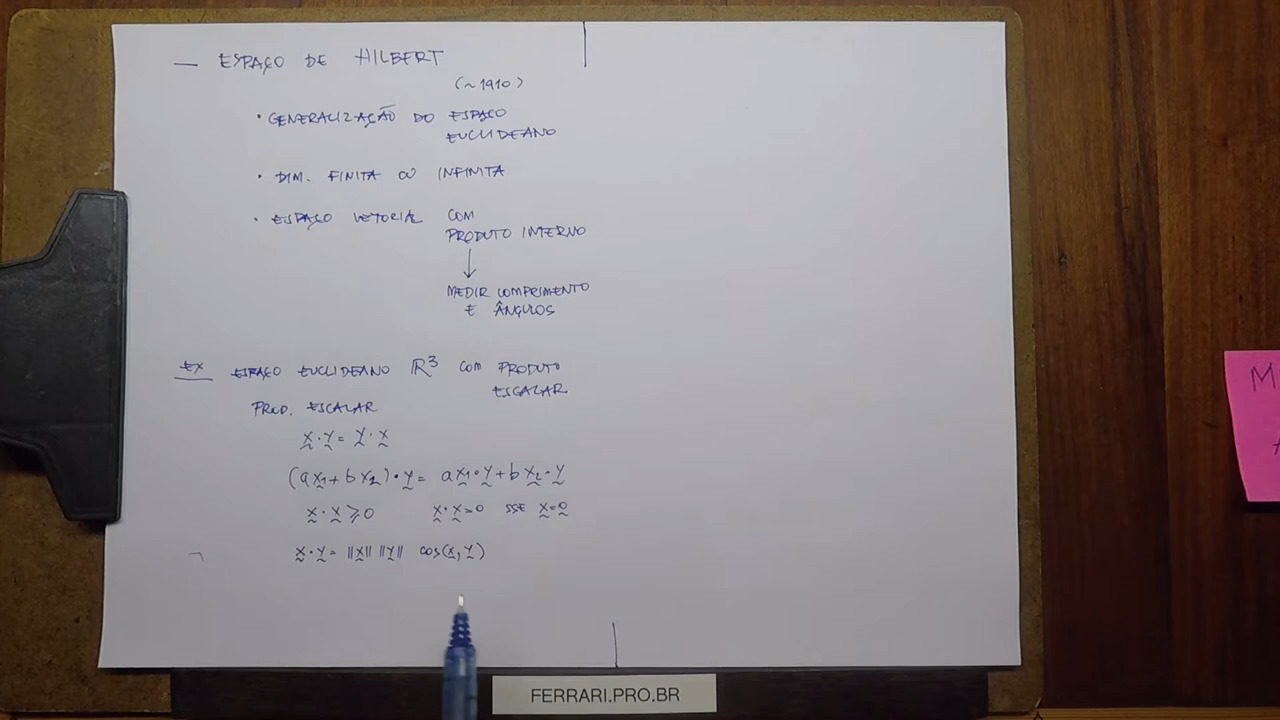 — ESPAÇO DE HILBERT
(~1910)
• GENERALIZAÇÃO DO ESPAÇO
EUCLIDEANO
• DIM. FINITA OU INFINITA
• ESPAÇO VETORIAL COM
PRODUTO INTERNO
↓
MEDIR COMPRIMENTO
E ÂNGULOS
EX ESPAÇO EUCLIDEANO ℝ³ COM PRODUTO
ESCALAR
PROD. ESCALAR
x·y = y·x
(ax₁+bx₂)·y = ax₁·y+bx₂·y
x·x ≥ 0 x·x=0 SSE x=0
x·y = ||x|| ||y|| cos(x,y)
FERRARI.PRO.BR
M